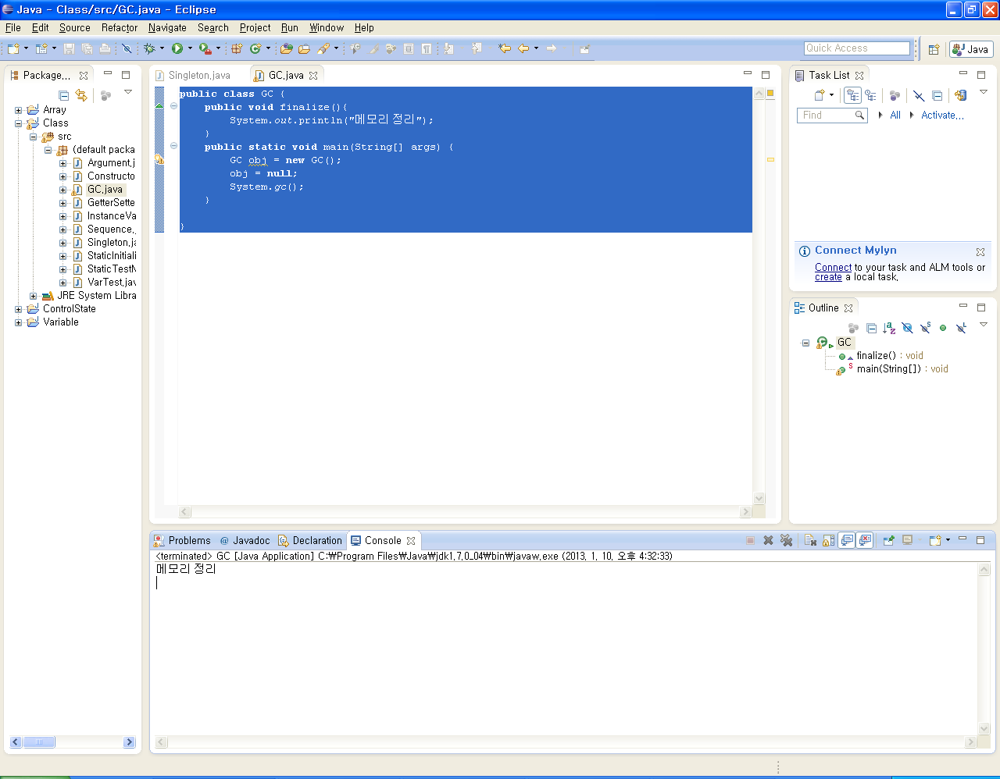 Java - Class/src/GC.java - Eclipse
File Edit Source Refactor Navigate Search Project Run Window Help
Quick Access
Java
Package...
Array
Class
src
(default packa
Argument.j
Constructo
GC.java
GetterSette
InstanceVa
Sequence.
Singleton.ja
StaticInitiali
StaticTestM
VarTest.jav
JRE System Libra
ControlState
Variable
Singleton.java
GC.java
public class GC {
public void finalize(){
System.out.println("메모리 정리");
}
public static void main(String[] args) {
GC obj = new GC();
obj = null;
System.gc();
}
}
Task List
Find
All
Activate...
Connect Mylyn
Connect to your task and ALM tools or
create a local task.
Outline
GC
finalize() : void
main(String[]) : void
Problems
@ Javadoc
Declaration
Console
<terminated> GC [Java Application] C:₩Program Files₩Java₩jdk1.7.0_04₩bin₩javaw.exe (2013. 1. 10. 오후 4:32:33)
메모리 정리